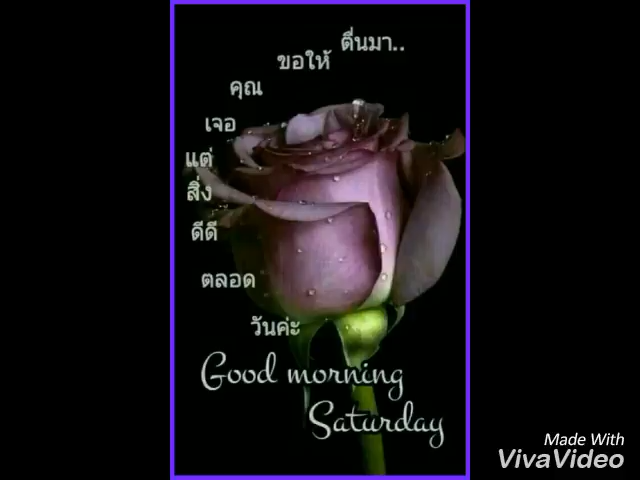 ตื่นมา..
ขอให้
คุณ
เจอ
แต่
สิ่ง
ดีดี
ตลอด
วันค่ะ
Good morning
Saturday
Made With
VivaVideo